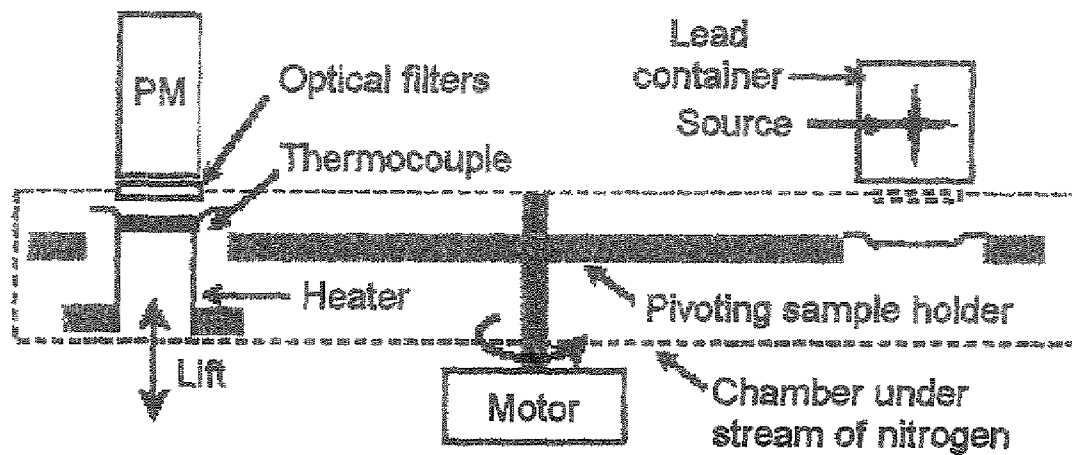 PM
Optical filters
Thermocouple
Lead
container
Source
Heater
Pivoting sample holder
Lift
Motor
Chamber under
stream of nitrogen